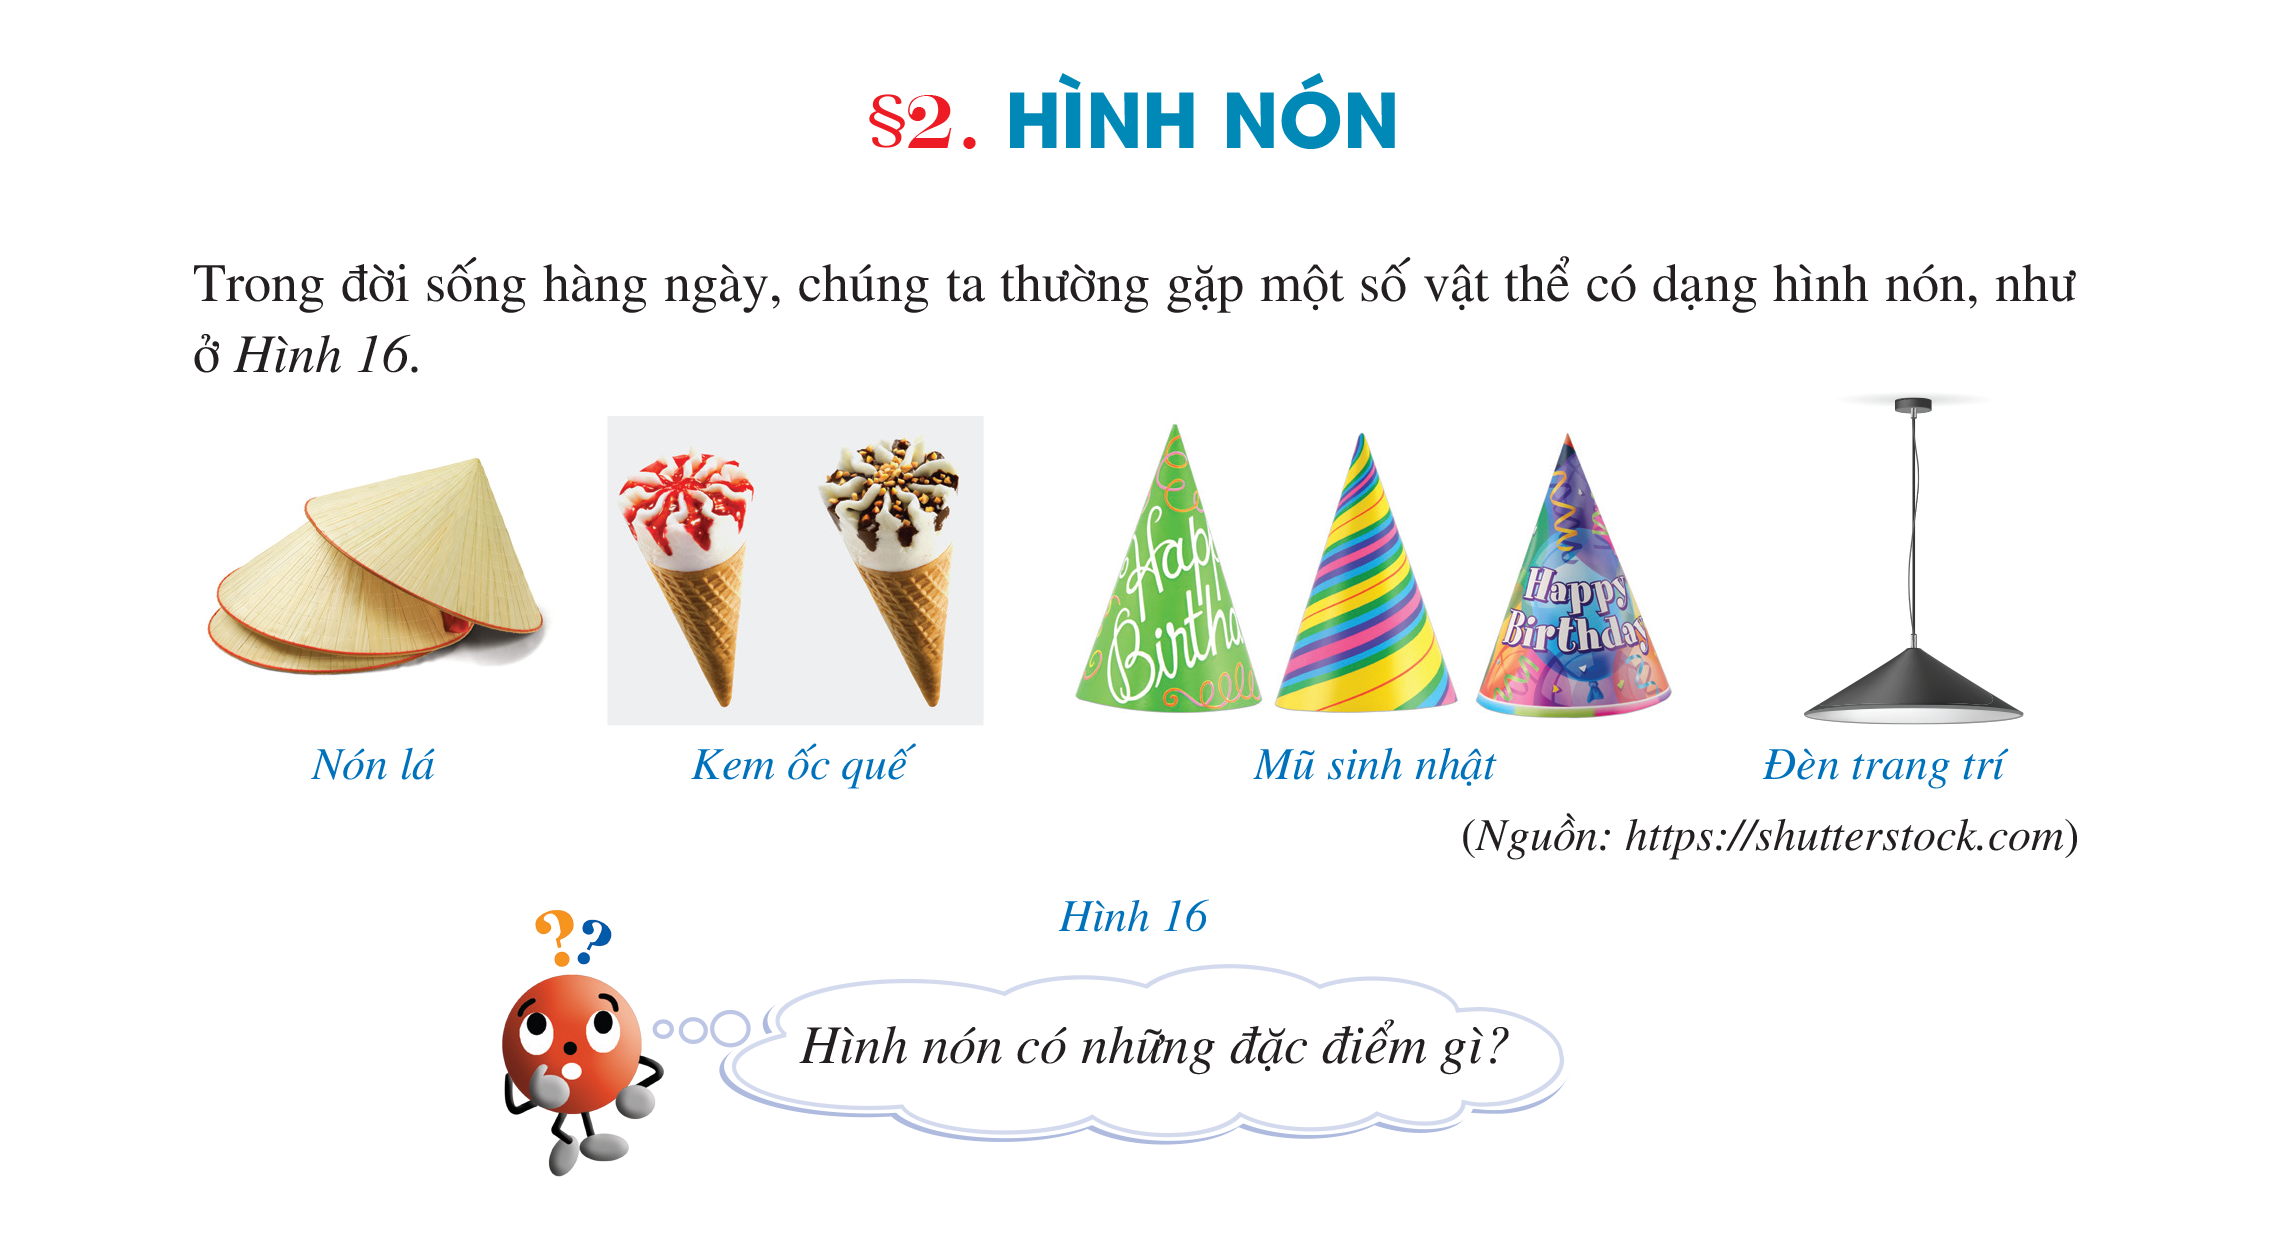 §2. HÌNH NÓN
Trong đời sống hàng ngày, chúng ta thường gặp một số vật thể có dạng hình nón, như
ở Hình 16.
Happy
Birthday
Nón lá
Kem ốc quế
Mũ sinh nhật
Đèn trang trí
(Nguồn: https://shutterstock.com)
Hình 16
??
Hình nón có những đặc điểm gì?